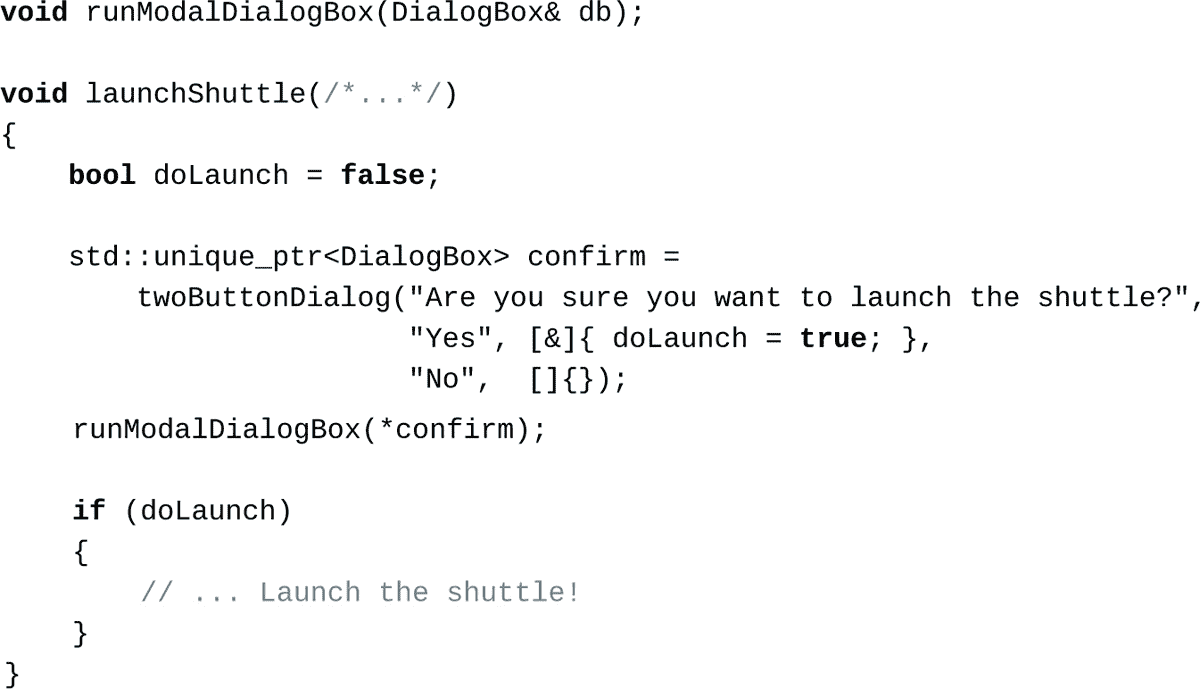 void runModalDialogBox(DialogBox& db);
void launchShuttle(/*...*/)
{
    bool doLaunch = false;
    std::unique_ptr<DialogBox> confirm =
        twoButtonDialog("Are you sure you want to launch the shuttle?",
                        "Yes", [&]{ doLaunch = true; },
                        "No",  []{});
    runModalDialogBox(*confirm);
    if (doLaunch)
    {
        // ... Launch the shuttle!
    }
}